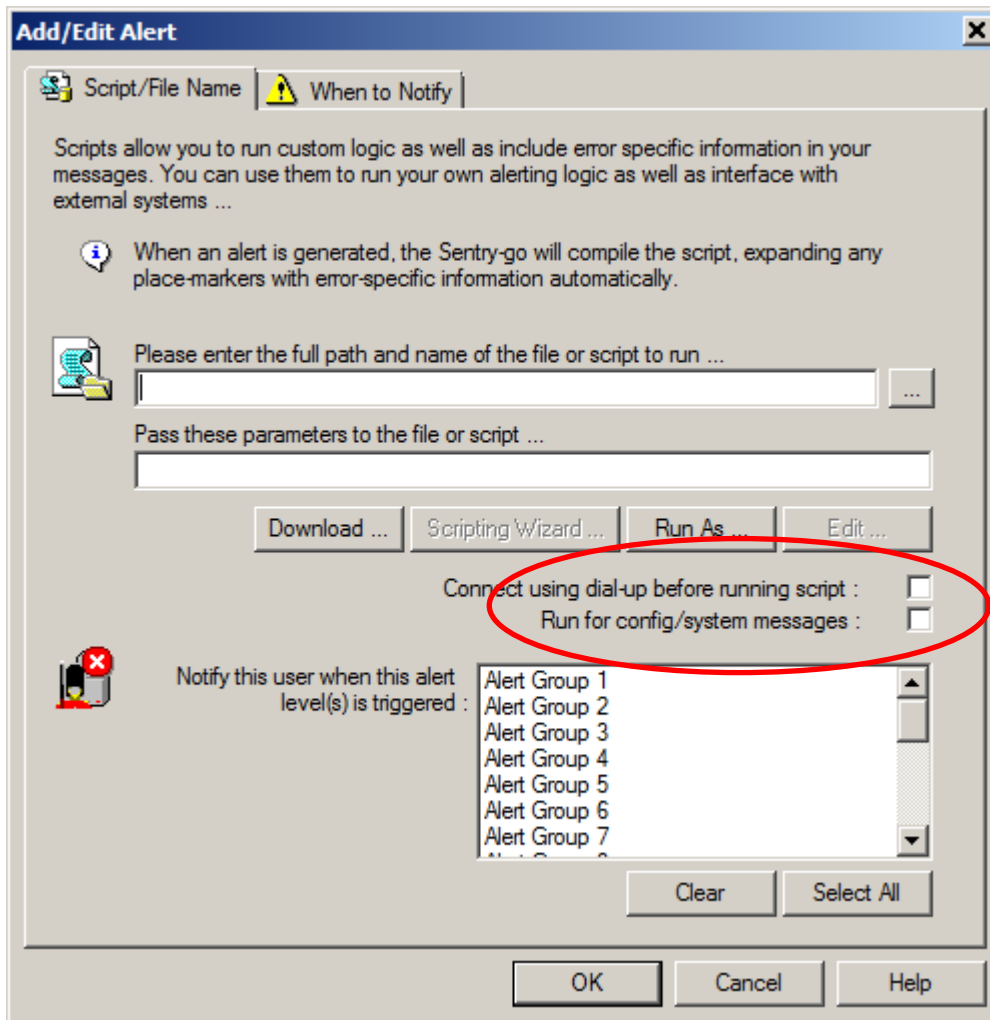 Add/Edit Alert
Script/File Name
When to Notify
Scripts allow you to run custom logic as well as include error specific information in your
messages. You can use them to run your own alerting logic as well as interface with
external systems ...
When an alert is generated, the Sentry-go will compile the script, expanding any
place-markers with error-specific information automatically.
Please enter the full path and name of the file or script to run ...
...
Pass these parameters to the file or script ...
Download ...
Scripting Wizard ...
Run As ...
Edit ...
Connect using dial-up before running script :
Run for config/system messages :
Notify this user when this alert
level(s) is triggered :
Alert Group 1
Alert Group 2
Alert Group 3
Alert Group 4
Alert Group 5
Alert Group 6
Alert Group 7
Clear
Select All
OK
Cancel
Help